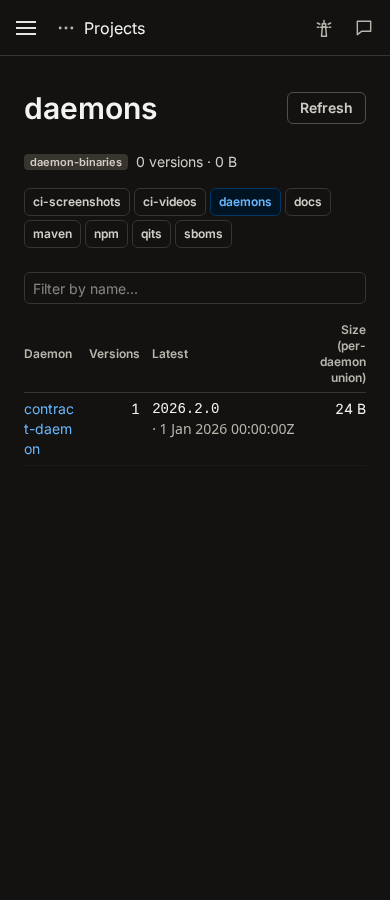 ··· Projects
daemons
Refresh
daemon-binaries 0 versions · 0 B
ci-screenshots ci-videos daemons docs
maven npm qits sboms
Filter by name...
Daemon Versions Latest Size (per-daemon union)
contrac
t-daem
on
1
2026.2.0
· 1 Jan 2026 00:00:00Z
24 B